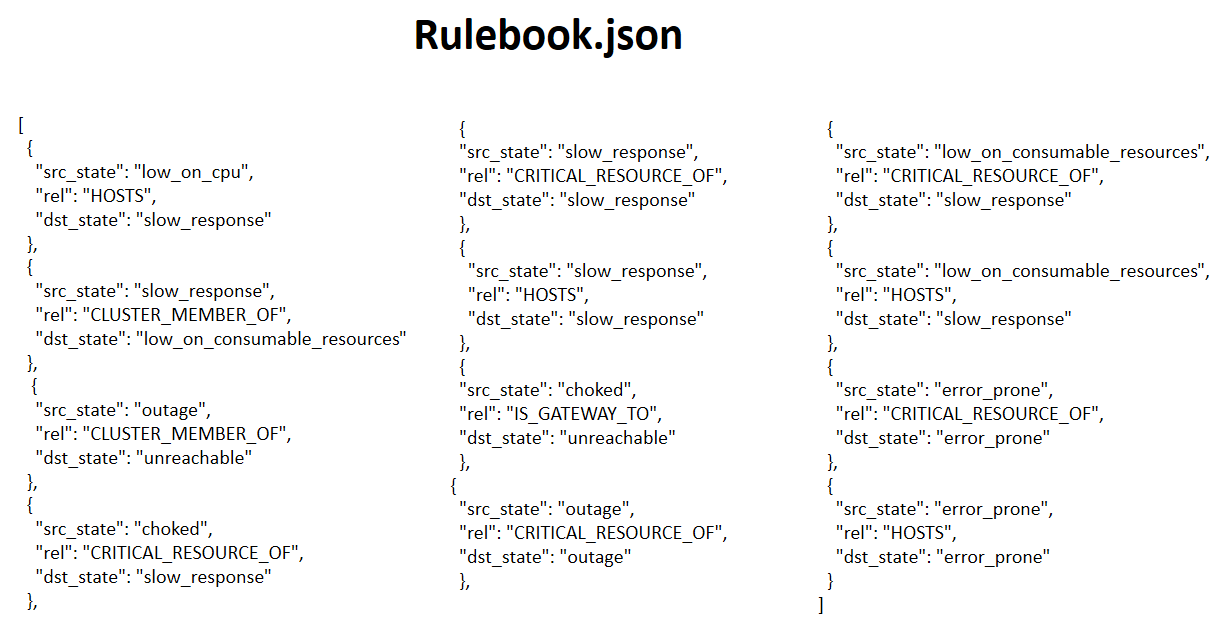 Rulebook.json
[
{
"src_state": "low_on_cpu",
"rel": "HOSTS",
"dst_state": "slow_response"
},
{
"src_state": "slow_response",
"rel": "CLUSTER_MEMBER_OF",
"dst_state": "low_on_consumable_resources"
},
{
"src_state": "outage",
"rel": "CLUSTER_MEMBER_OF",
"dst_state": "unreachable"
},
{
"src_state": "choked",
"rel": "CRITICAL_RESOURCE_OF",
"dst_state": "slow_response"
},
{
"src_state": "slow_response",
"rel": "CRITICAL_RESOURCE_OF",
"dst_state": "slow_response"
},
{
"src_state": "slow_response",
"rel": "HOSTS",
"dst_state": "slow_response"
},
{
"src_state": "choked",
"rel": "IS_GATEWAY_TO",
"dst_state": "unreachable"
},
{
"src_state": "outage",
"rel": "CRITICAL_RESOURCE_OF",
"dst_state": "outage"
},
{
"src_state": "low_on_consumable_resources",
"rel": "CRITICAL_RESOURCE_OF",
"dst_state": "slow_response"
},
{
"src_state": "low_on_consumable_resources",
"rel": "HOSTS",
"dst_state": "slow_response"
},
{
"src_state": "error_prone",
"rel": "CRITICAL_RESOURCE_OF",
"dst_state": "error_prone"
},
{
"src_state": "error_prone",
"rel": "HOSTS",
"dst_state": "error_prone"
}
]